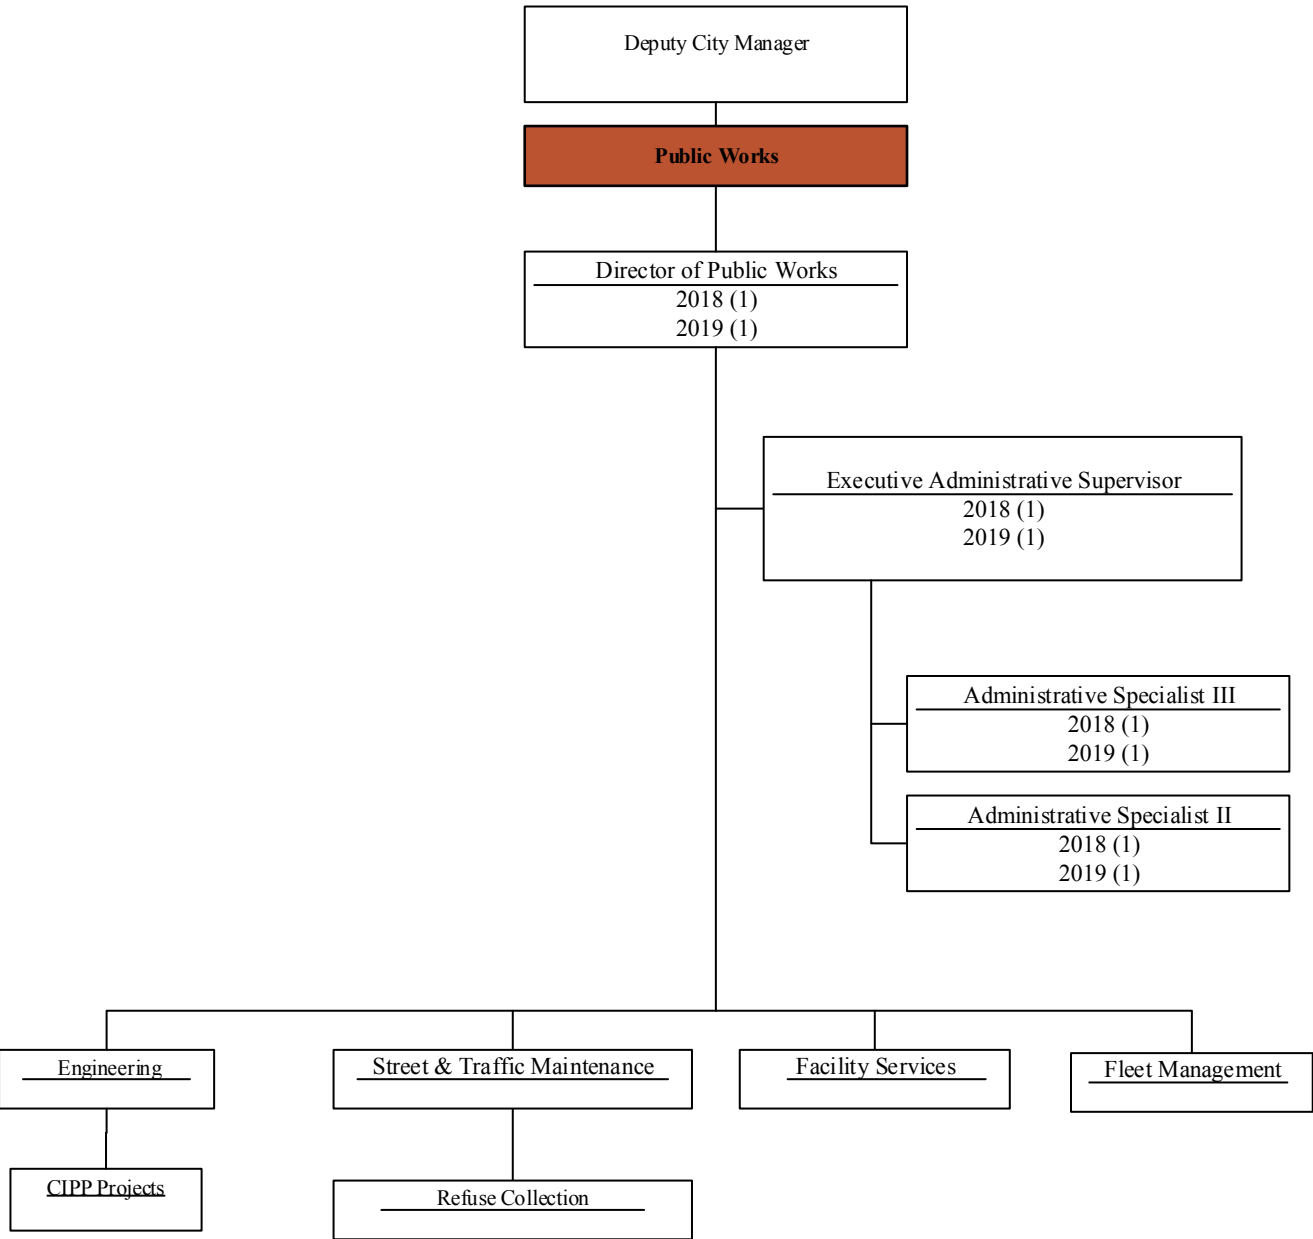 Deputy City Manager
Public Works
Director of Public Works
2018 (1)
2019 (1)
Executive Administrative Supervisor
2018 (1)
2019 (1)
Administrative Specialist III
2018 (1)
2019 (1)
Administrative Specialist II
2018 (1)
2019 (1)
Engineering
Street & Traffic Maintenance
Facility Services
Fleet Management
CIPP Projects
Refuse Collection